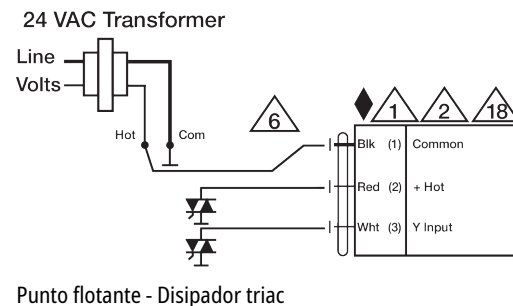 24 VAC Transformer
Line
Volts
Hot
Com
6
1
2
18
Blk (1) Common
Red (2) + Hot
Wht (3) Y Input
Punto flotante - Disipador triac